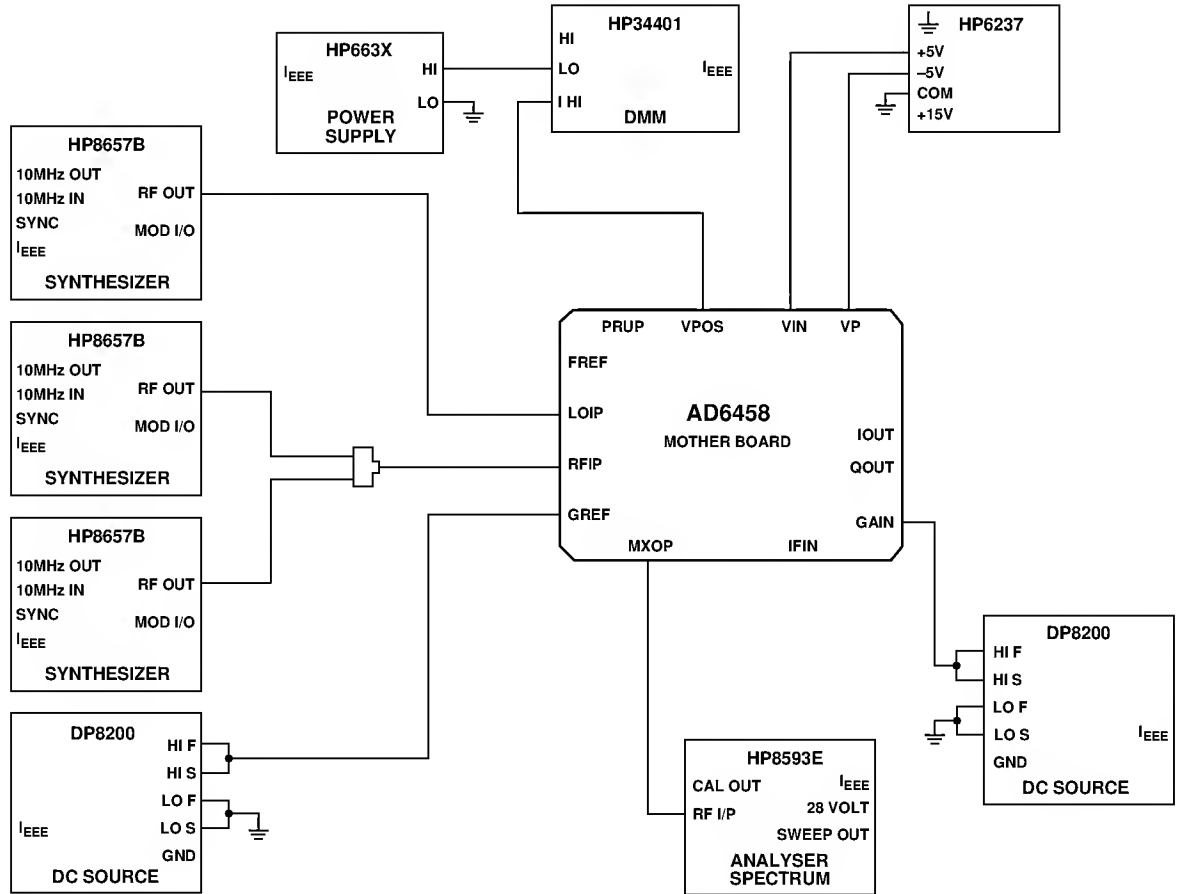 HP663X
IEEE
HI
LO
POWER
SUPPLY
HP34401
HI
LO
I HI
IEEE
DMM
HP6237
+5V
–5V
COM
+15V
HP8657B
10MHz OUT
10MHz IN
SYNC
IEEE
RF OUT
MOD I/O
SYNTHESIZER
HP8657B
10MHz OUT
10MHz IN
SYNC
IEEE
RF OUT
MOD I/O
SYNTHESIZER
HP8657B
10MHz OUT
10MHz IN
SYNC
IEEE
RF OUT
MOD I/O
SYNTHESIZER
DP8200
HI F
HI S
LO F
LO S
GND
IEEE
DC SOURCE
PRUP
VPOS
VIN
VP
FREF
LOIP
RFIP
GREF
AD6458
MOTHER BOARD
IOUT
QOUT
GAIN
MXOP
IFIN
HP8593E
CAL OUT
RF I/P
IEEE
28 VOLT
SWEEP OUT
ANALYSER
SPECTRUM
DP8200
HI F
HI S
LO F
LO S
GND
IEEE
DC SOURCE